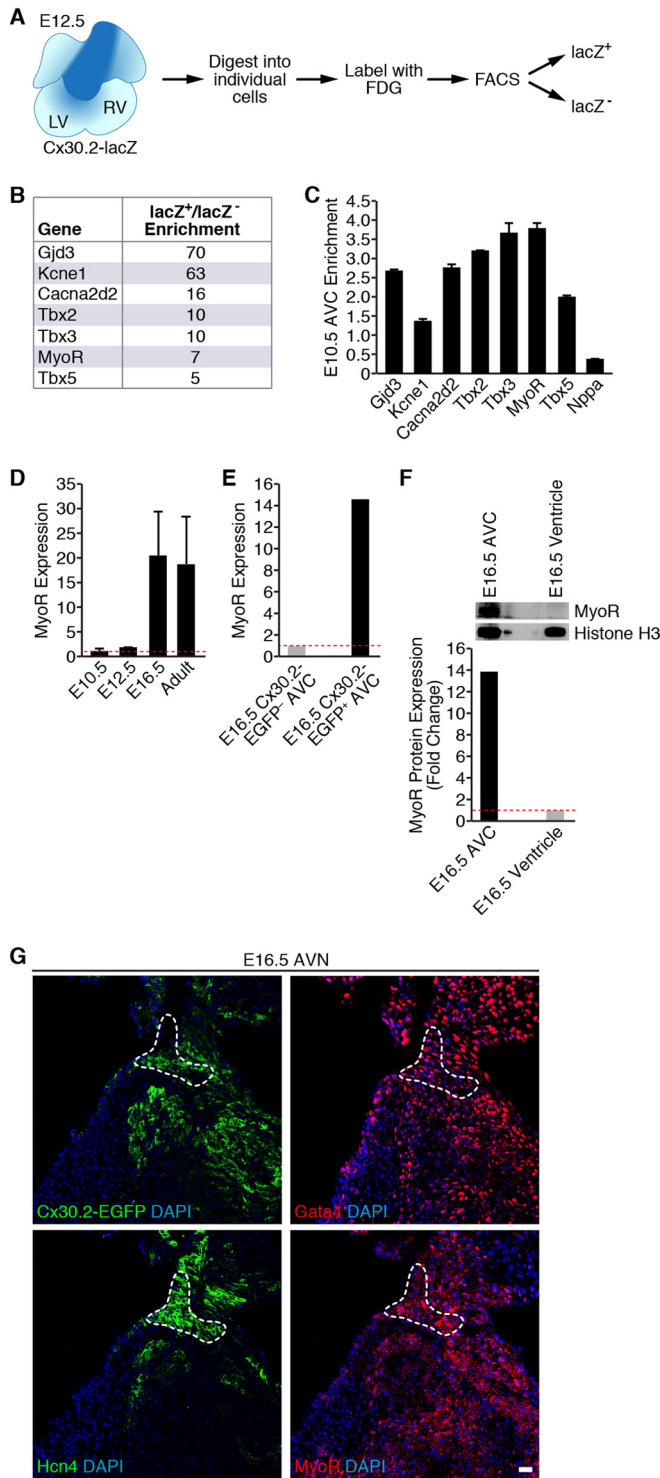 A
E12.5
LV
RV
Cx30.2-lacZ
Digest into
individual
cells
Label with
FDG
FACS
lacZ+
lacZ-
B
Gene
lacZ+/lacZ-
Enrichment
Gjd3 70
Kcne1 63
Cacna2d2 16
Tbx2 10
Tbx3 10
MyoR 7
Tbx5 5
C
E10.5 AVC Enrichment
4.5
4.0
3.5
3.0
2.5
2.0
1.5
1.0
0.5
0
Gjd3
Kcne1
Cacna2d2
Tbx2
Tbx3
MyoR
Tbx5
Nppa
D
MyoR Expression
35
30
25
20
15
10
5
0
E10.5
E12.5
E16.5
Adult
E
MyoR Expression
16
14
12
10
8
6
4
2
0
E16.5 Cx30.2-
EGFP- AVC
E16.5 Cx30.2-
EGFP+ AVC
F
E16.5 AVC
E16.5 Ventricle
MyoR
Histone H3
MyoR Protein Expression
(Fold Change)
16
14
12
10
8
6
4
2
0
E16.5 AVC
E16.5 Ventricle
G
E16.5 AVN
Cx30.2-EGFP DAPI
Gata4 DAPI
Hcn4 DAPI
MyoR DAPI